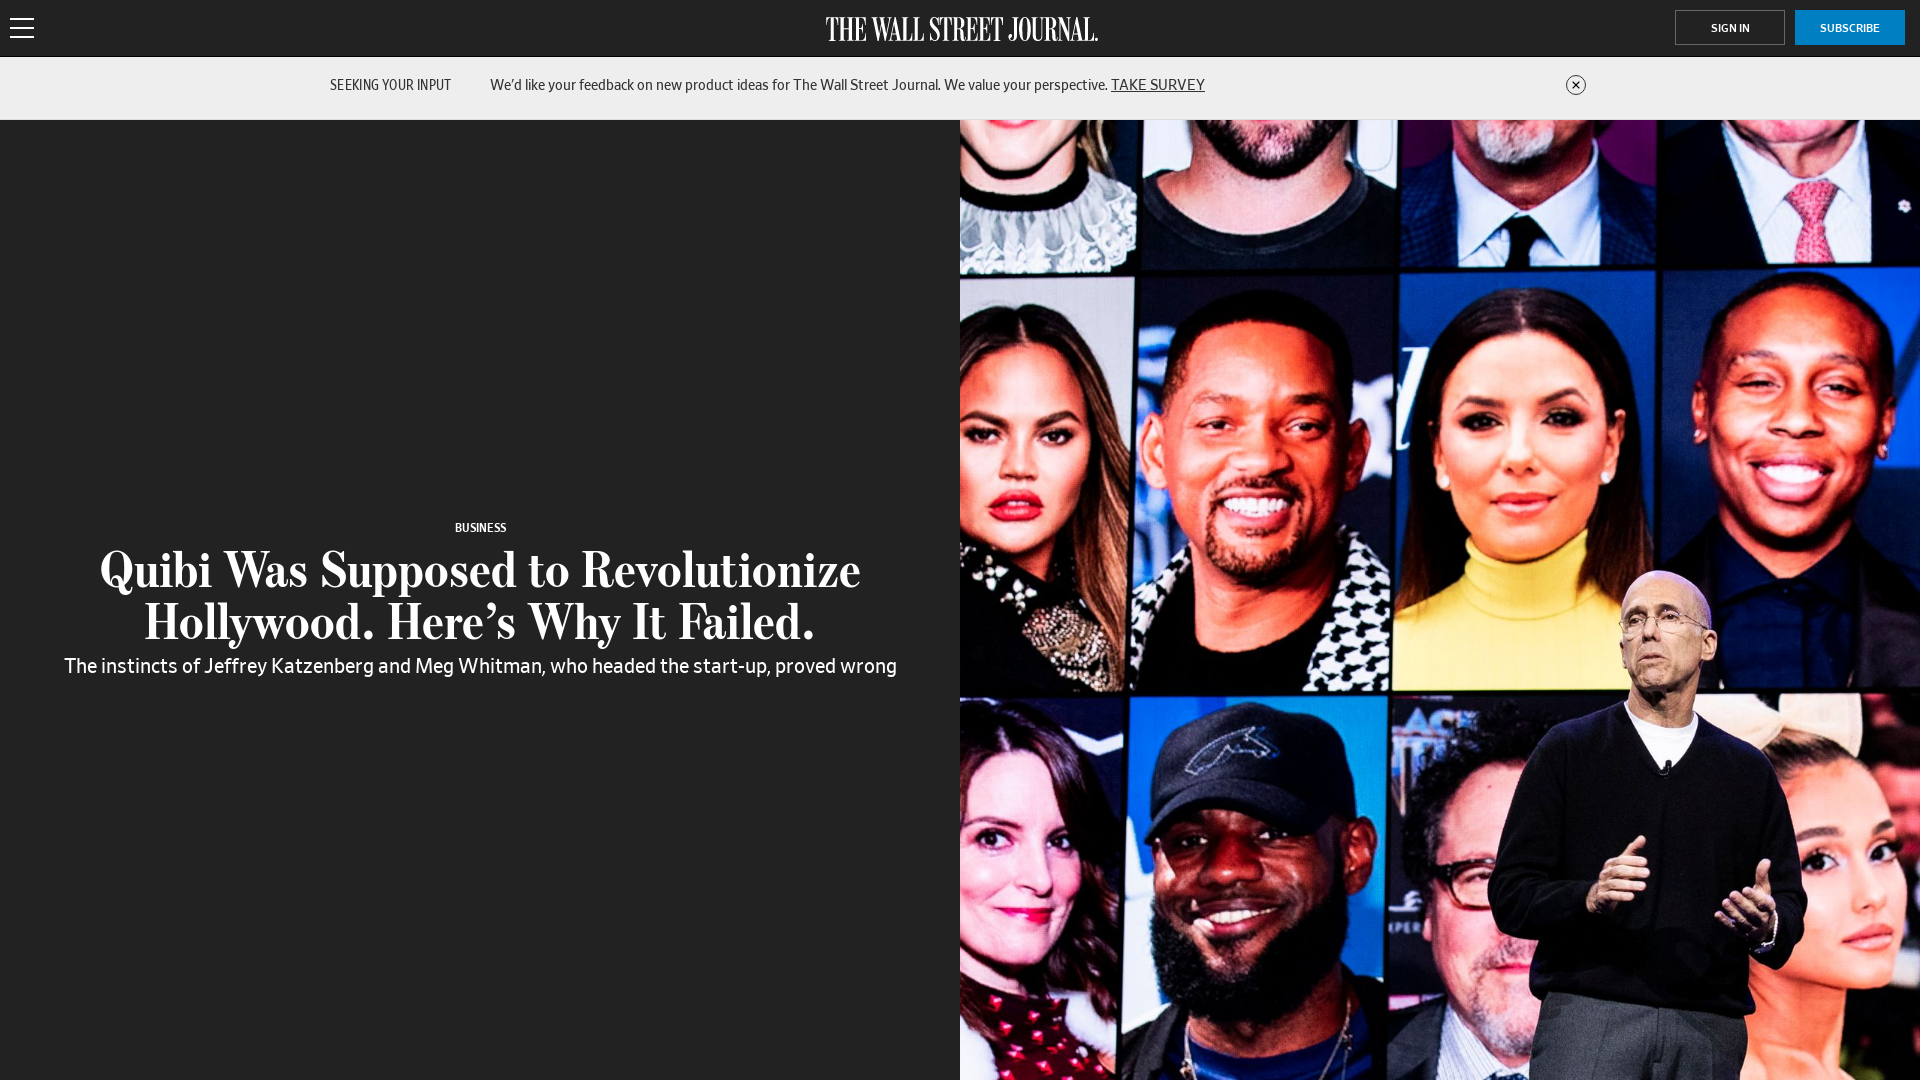 THE WALL STREET JOURNAL.
SIGN IN
SUBSCRIBE
SEEKING YOUR INPUT
We’d like your feedback on new product ideas for The Wall Street Journal. We value your perspective. TAKE SURVEY
BUSINESS
Quibi Was Supposed to Revolutionize
Hollywood. Here’s Why It Failed.
The instincts of Jeffrey Katzenberg and Meg Whitman, who headed the start-up, proved wrong